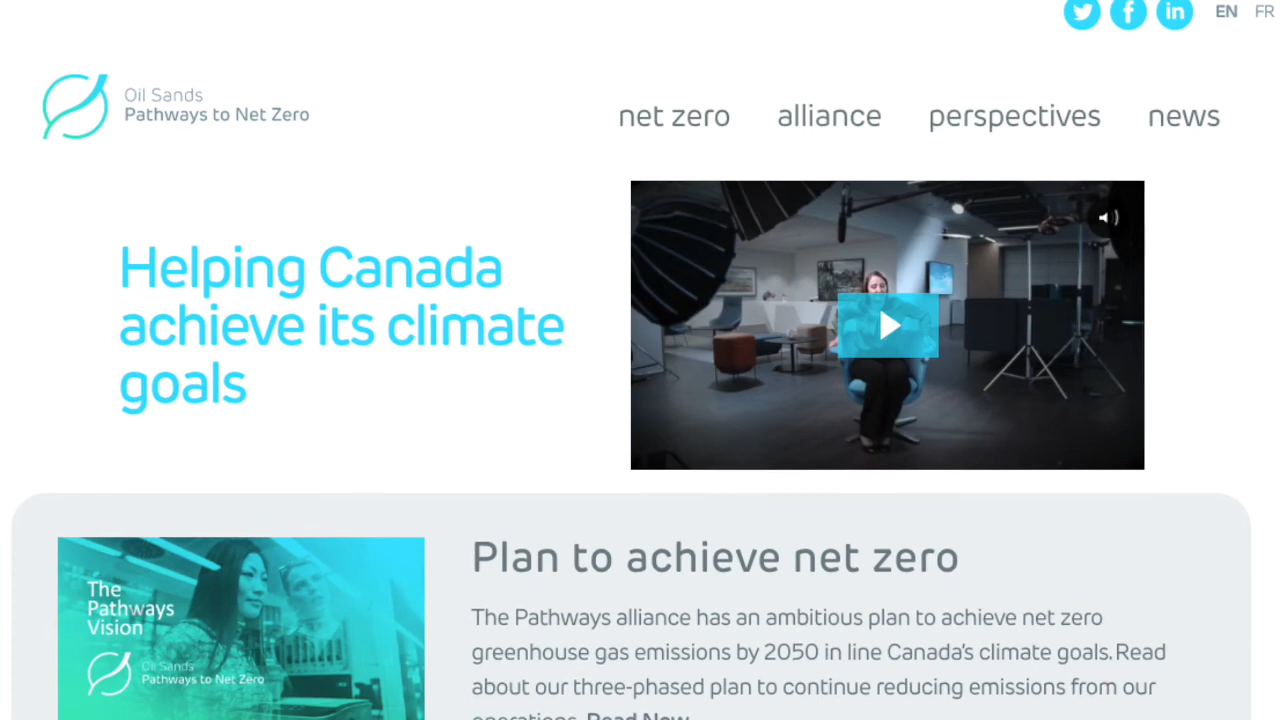 EN FR
Oil Sands
Pathways to Net Zero
net zero alliance perspectives news
Helping Canada
achieve its climate
goals
The
Pathways
Vision
Oil Sands
Pathways to Net Zero
Plan to achieve net zero
The Pathways alliance has an ambitious plan to achieve net zero
greenhouse gas emissions by 2050 in line Canada's climate goals. Read
about our three-phased plan to continue reducing emissions from our
operations. Read Now